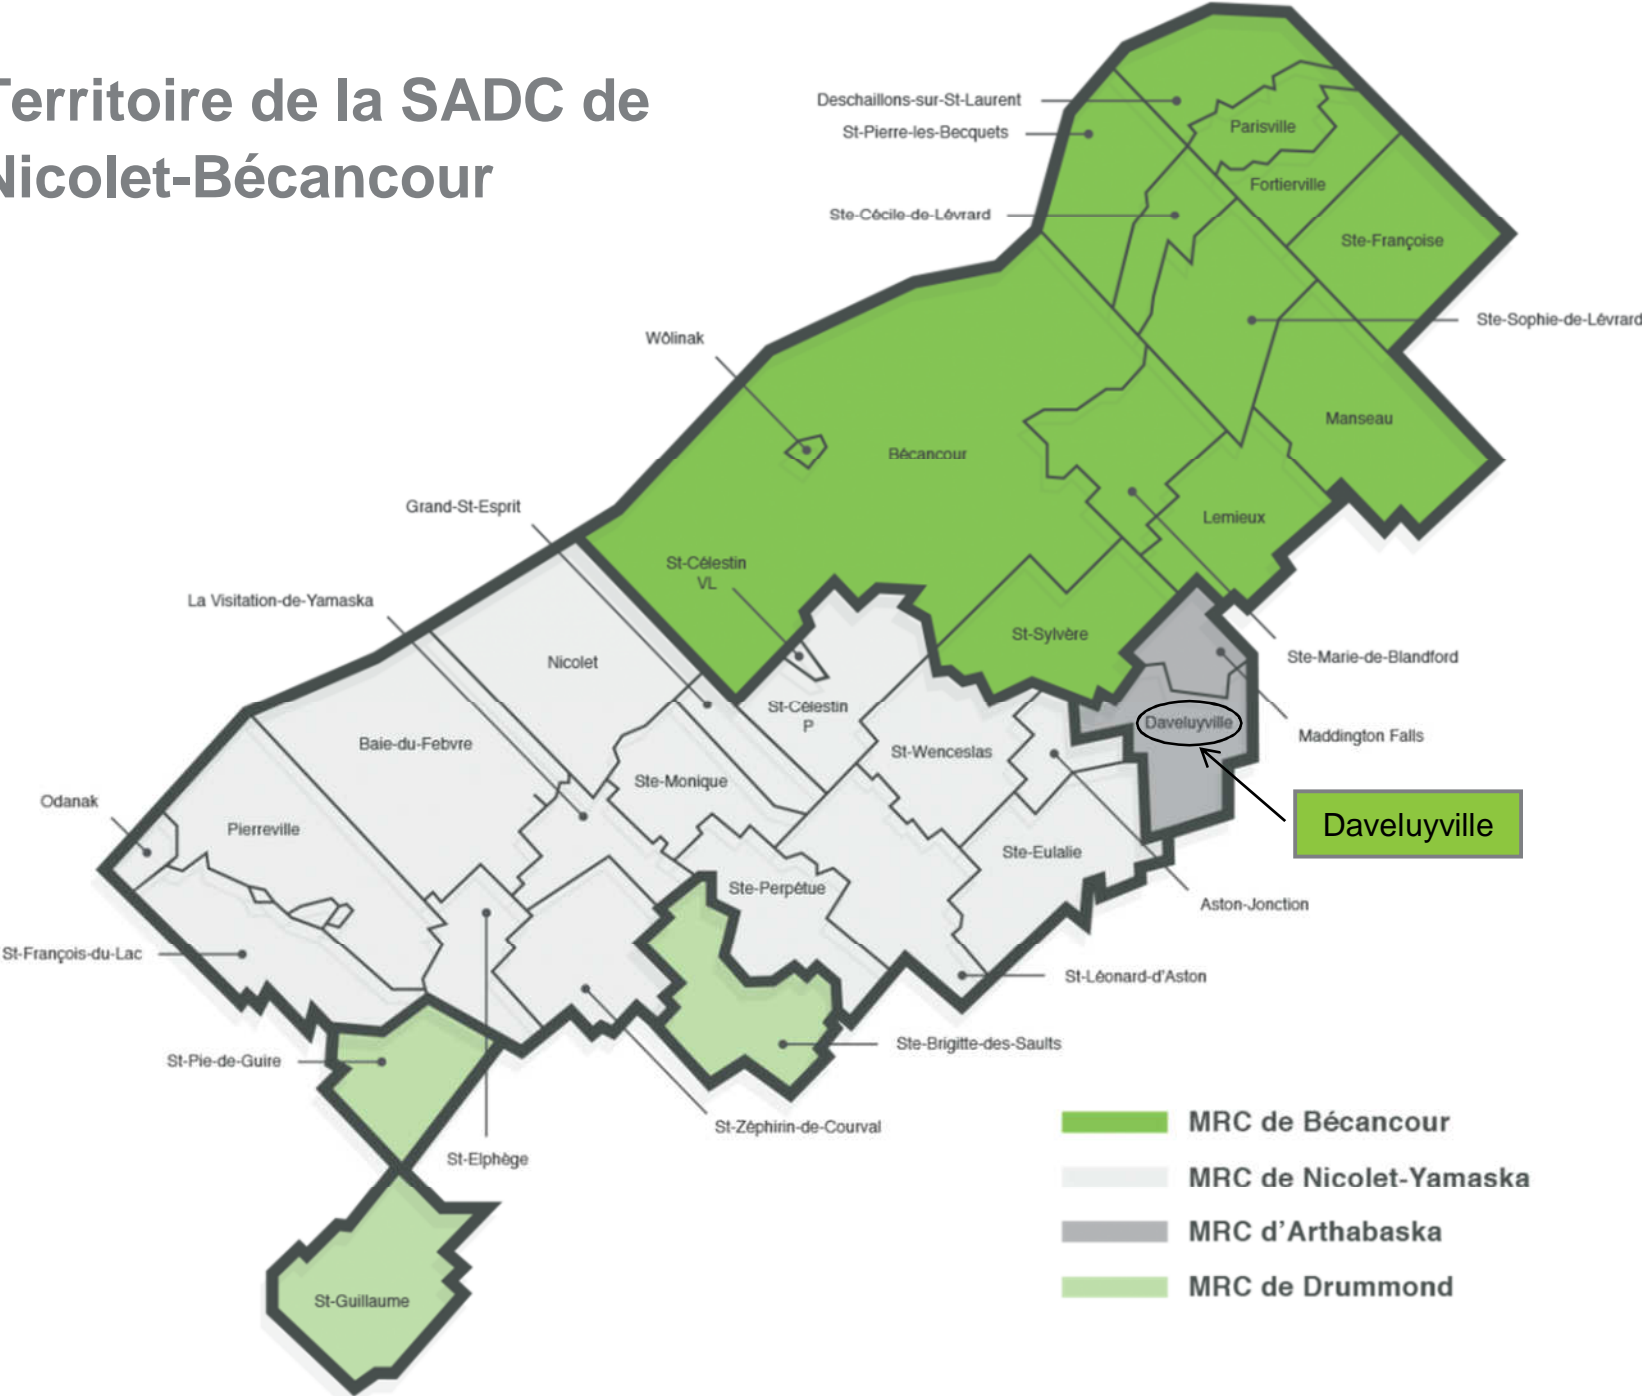 Territoire de la SADC de
Nicolet-Bécancour
Deschaillons-sur-St-Laurent
St-Pierre-les-Becquets
Parisville
Fortierville
Ste-Cécile-de-Lévrard
Ste-Françoise
Ste-Sophie-de-Lévrard
Wôlinak
Manseau
Bécancour
Grand-St-Esprit
Lemieux
St-Célestin
VL
La Visitation-de-Yamaska
St-Sylvère
Ste-Marie-de-Blandford
Nicolet
St-Célestin
P
Daveluyville
Maddington Falls
Baie-du-Febvre
St-Wenceslas
Ste-Monique
Odanak
Pierreville
Daveluyville
Ste-Eulalie
Ste-Perpétue
Aston-Jonction
St-François-du-Lac
St-Léonard-d'Aston
Ste-Brigitte-des-Saults
St-Pie-de-Guire
St-Zéphirin-de-Courval
St-Elphège
St-Guillaume
MRC de Bécancour
MRC de Nicolet-Yamaska
MRC d'Arthabaska
MRC de Drummond